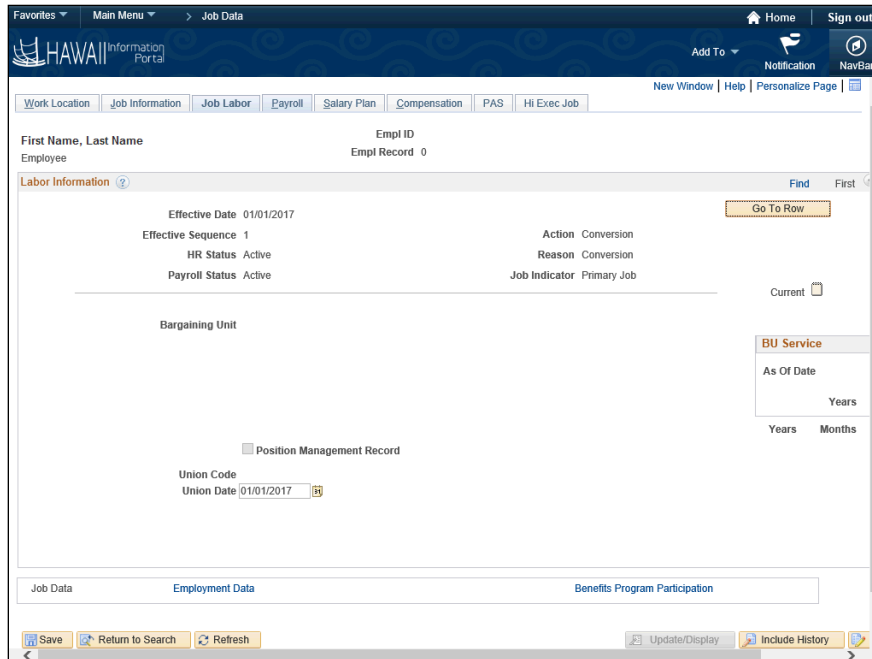 Favorites Main Menu > Job Data Home Sign out
HAWAII Information Portal Add To Notification NavBar
New Window | Help | Personalize Page |
Work Location Job Information Job Labor Payroll Salary Plan Compensation PAS Hi Exec Job
First Name, Last Name Empl ID
Employee Empl Record 0
Labor Information ? Find First
Effective Date 01/01/2017 Go To Row
Effective Sequence 1 Action Conversion
HR Status Active Reason Conversion
Payroll Status Active Job Indicator Primary Job
Current
Bargaining Unit
BU Service
As Of Date
Years
Years Months
Position Management Record
Union Code
Union Date 01/01/2017 31
Job Data Employment Data Benefits Program Participation
Save Return to Search Refresh Update/Display Include History